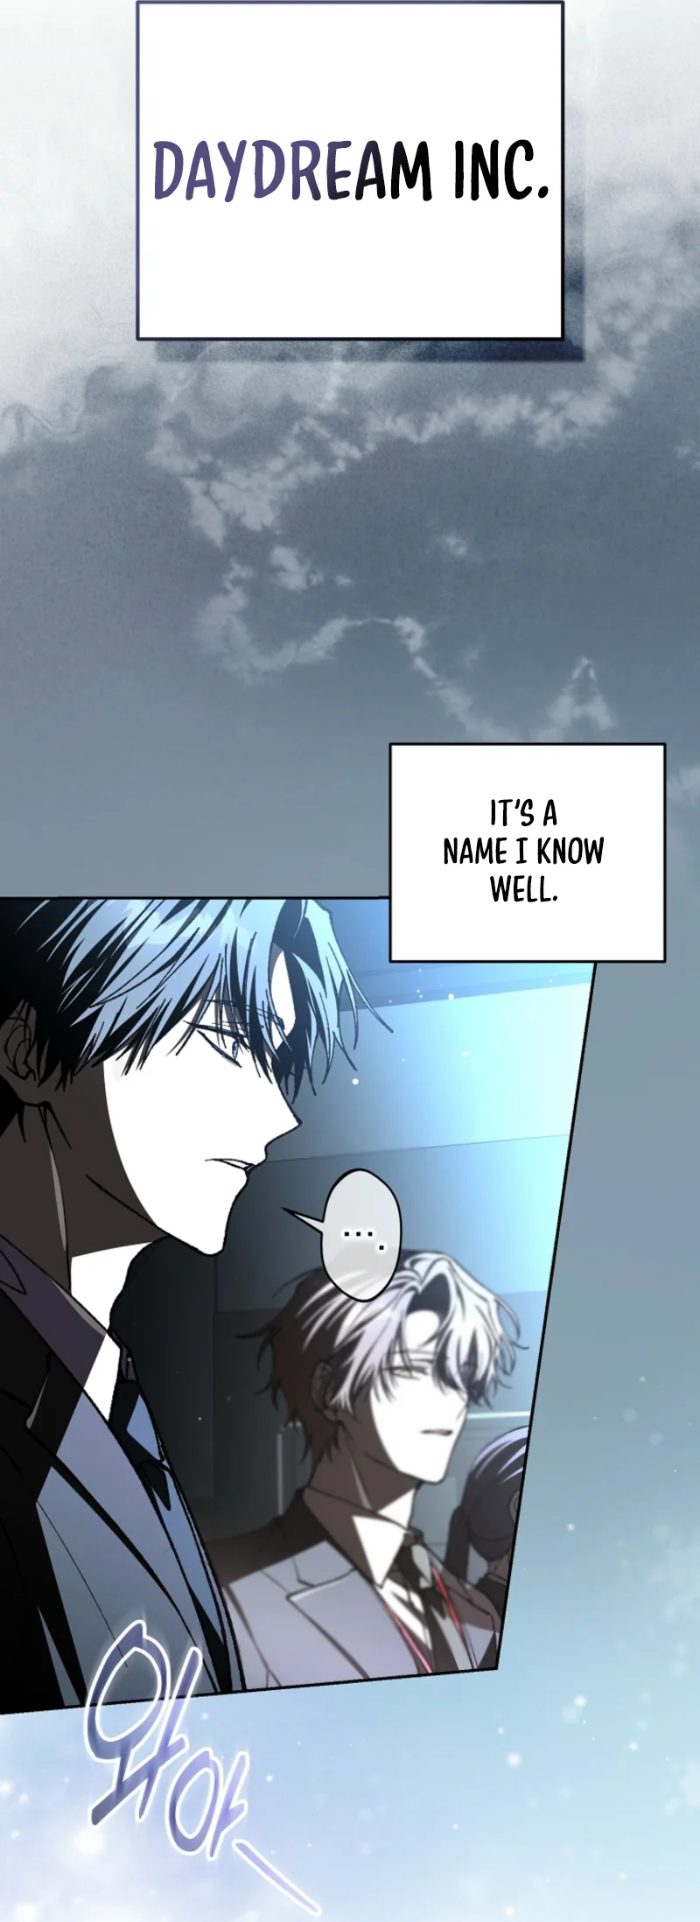 DAYDREAM INC.
IT'S A
NAME I KNOW
WELL.
....
와아